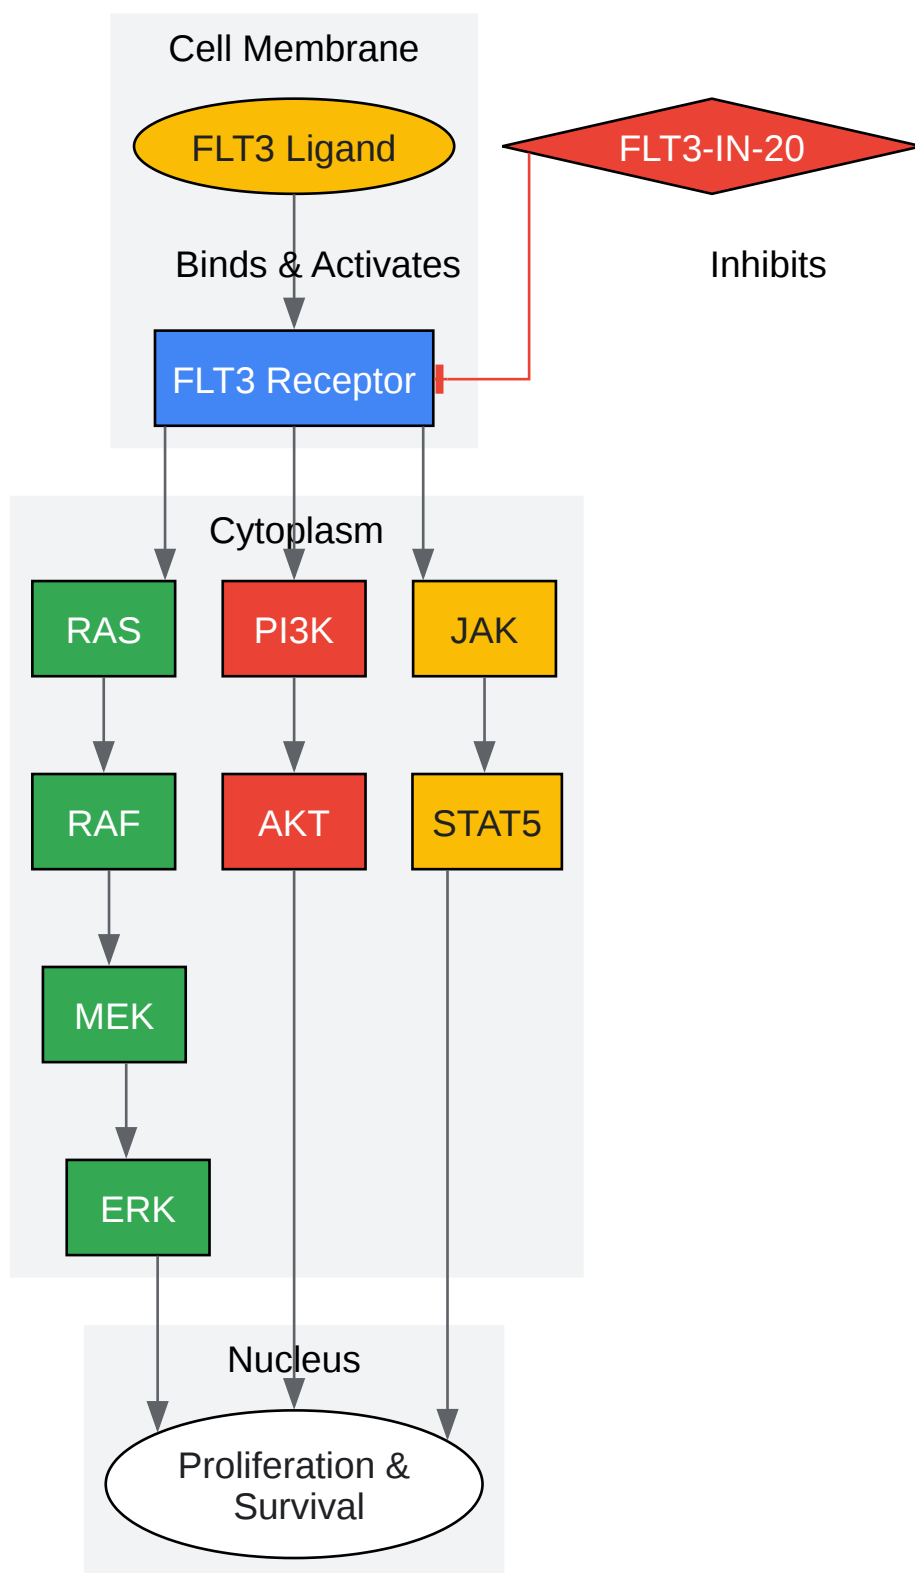 Cell Membrane
FLT3 Ligand
FLT3-IN-20
Binds & Activates
Inhibits
FLT3 Receptor
Cytoplasm
RAS
PI3K
JAK
RAF
AKT
STAT5
MEK
ERK
Nucleus
Proliferation &
Survival